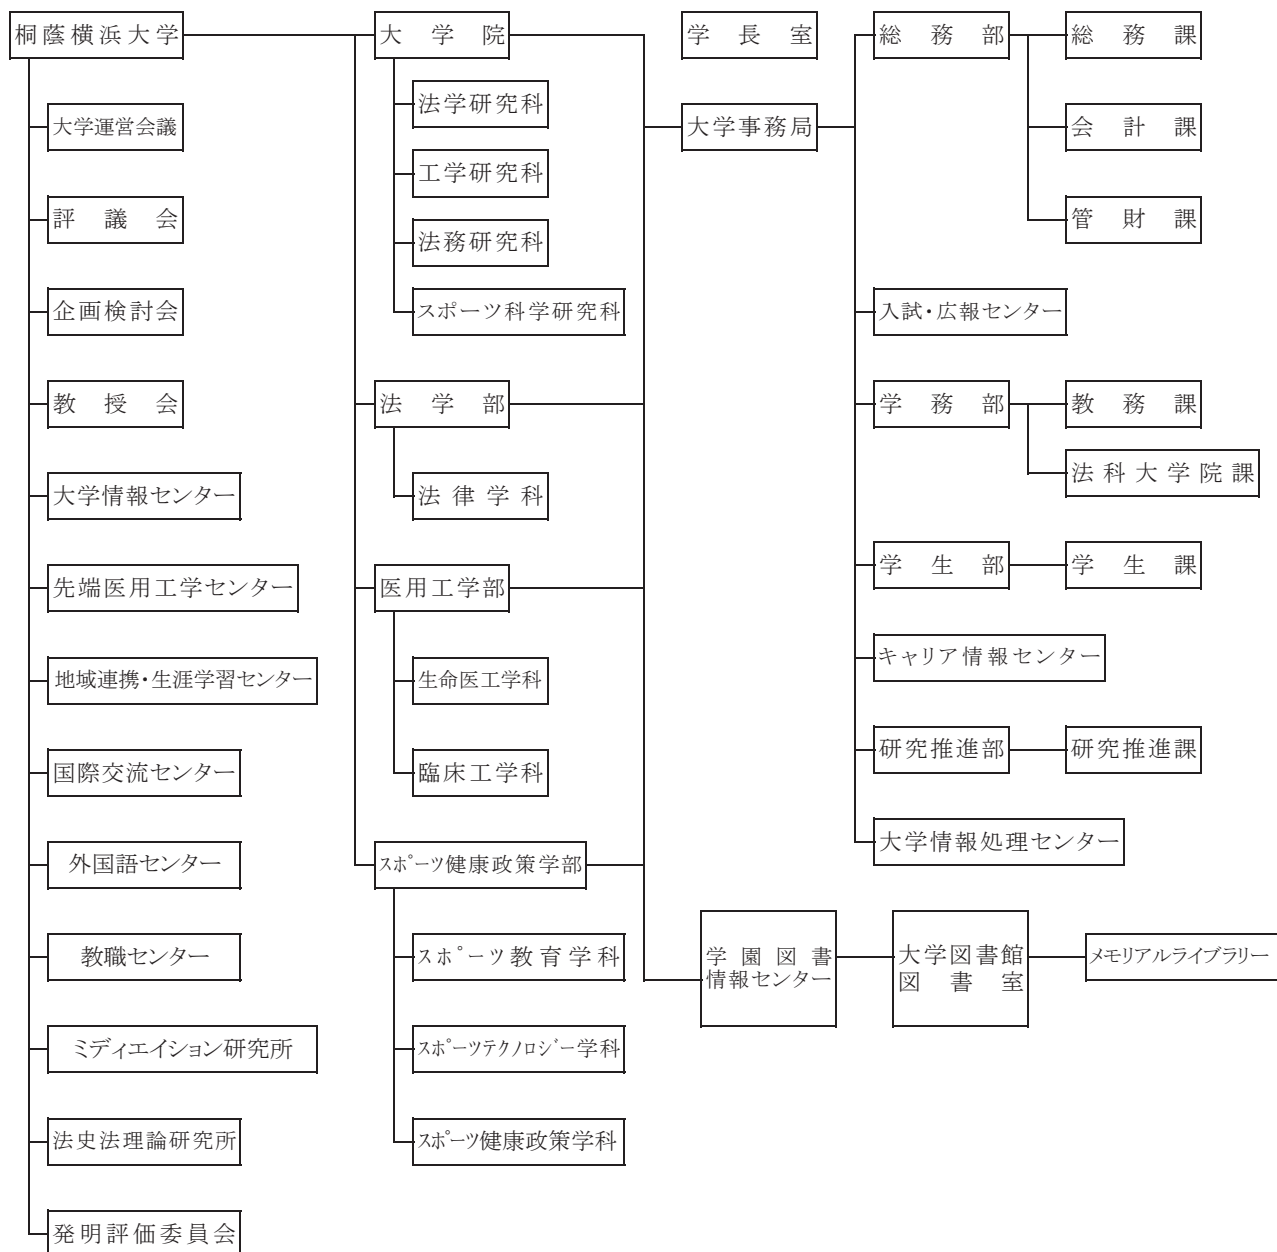 桐蔭横浜大学
大学運営会議
評議会
企画検討会
教授会
大学情報センター
先端医用工学センター
地域連携・生涯学習センター
国際交流センター
外国語センター
教職センター
ミディエイション研究所
法史法理論研究所
発明評価委員会
大学院
法学研究科
工学研究科
法務研究科
スポーツ科学研究科
法学部
法律学科
医用工学部
生命医工学科
臨床工学科
スポーツ健康政策学部
スポーツ教育学科
スポーツテクノロジー学科
スポーツ健康政策学科
学長室
大学事務局
総務部
総務課
会計課
管財課
入試・広報センター
学務部
教務課
法科大学院課
学生部
学生課
キャリア情報センター
研究推進部
研究推進課
大学情報処理センター
学園図書
情報センター
大学図書館
図書室
メモリアルライブラリー